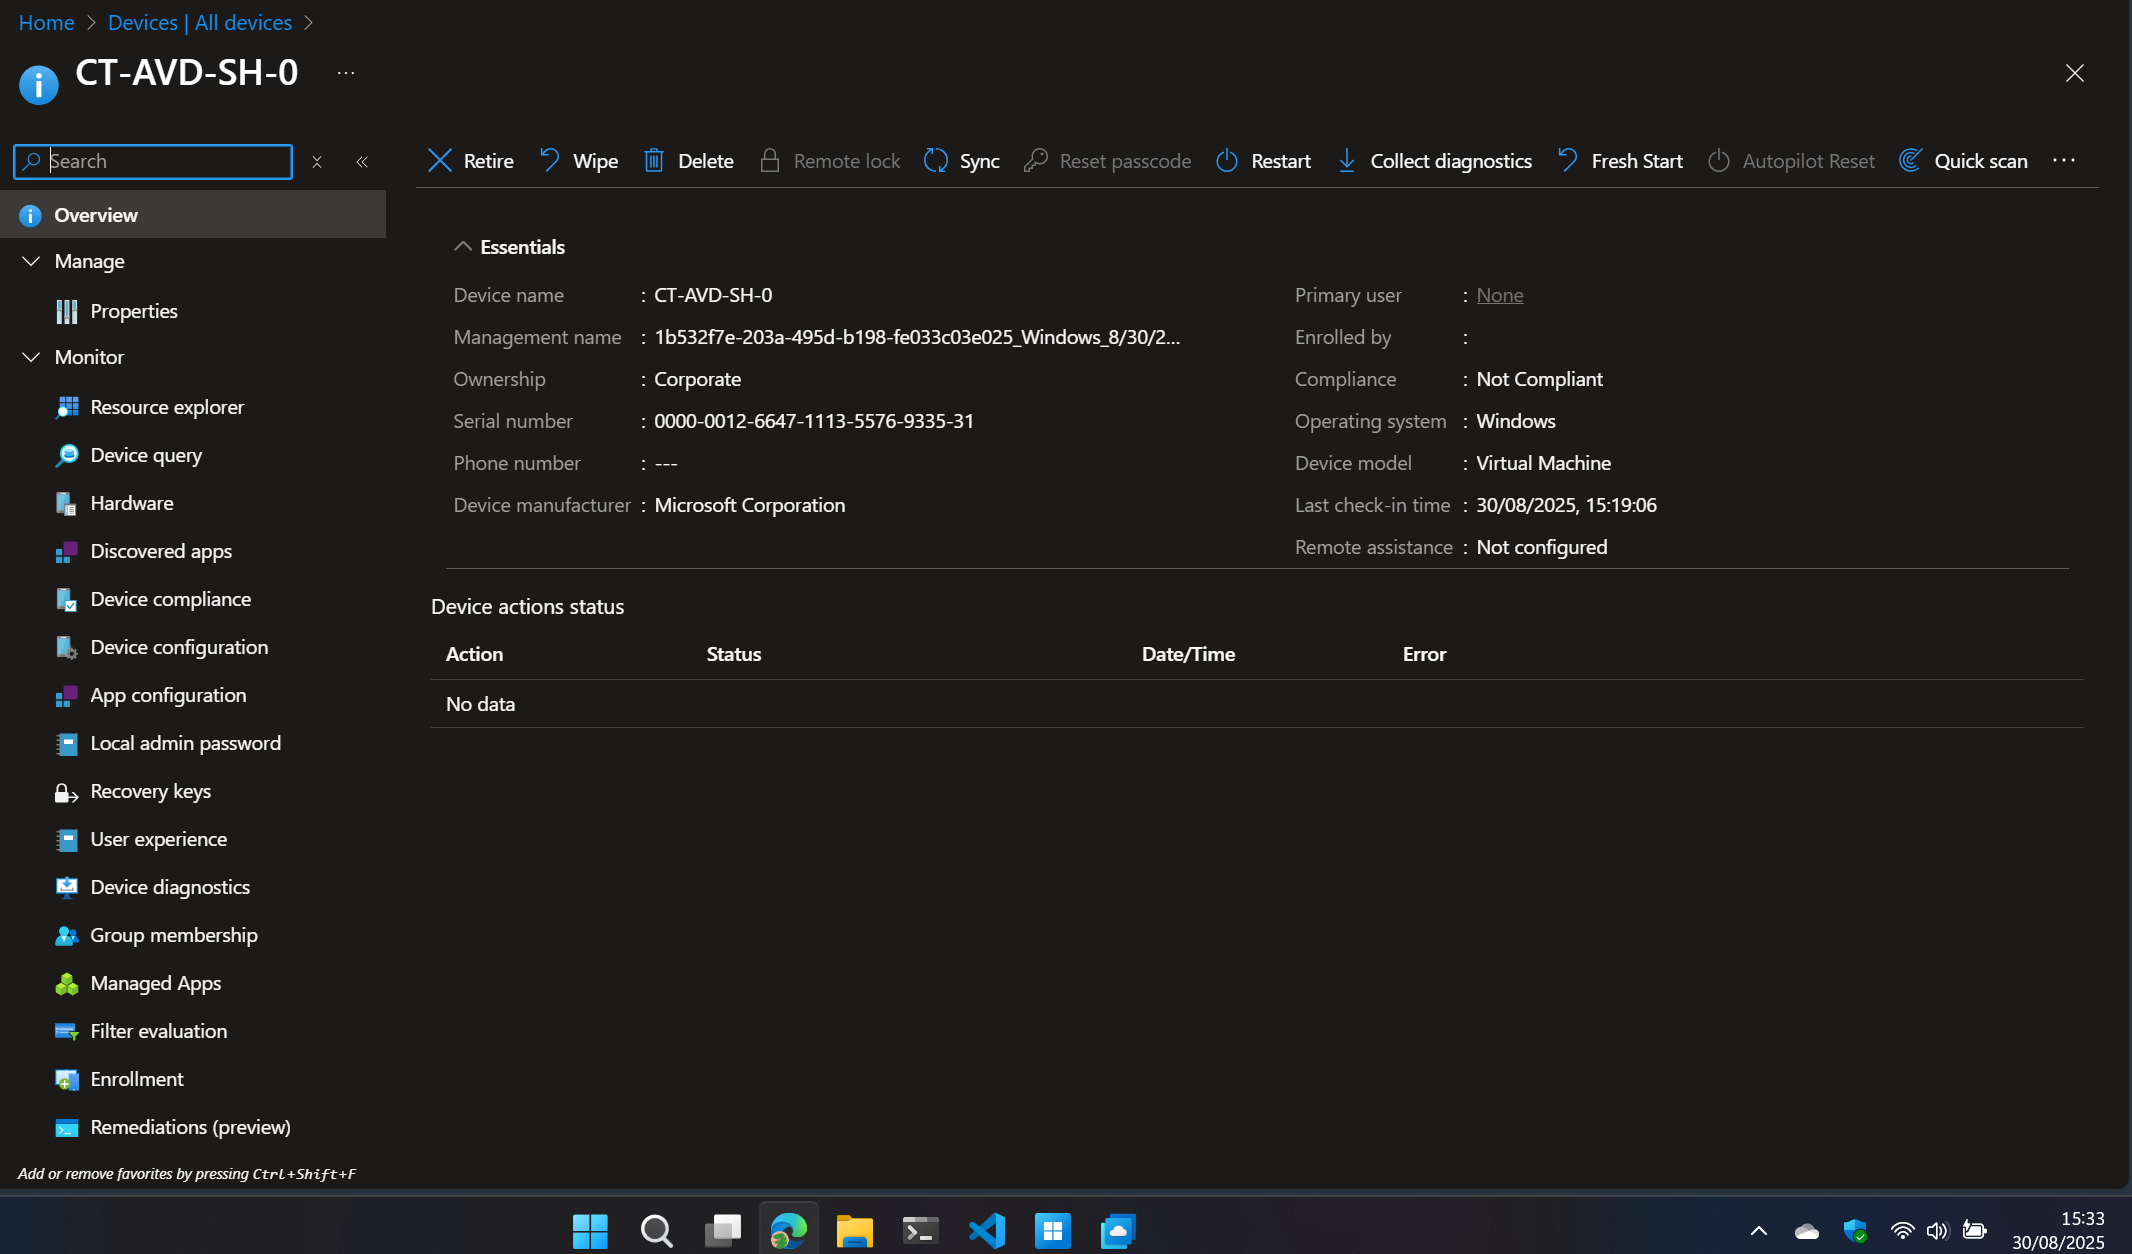 Home > Devices | All devices >
CT-AVD-SH-0 ...
Search
Retire Wipe Delete Remote lock Sync Reset passcode Restart Collect diagnostics Fresh Start Autopilot Reset Quick scan ...
Overview
Manage
Properties
Monitor
Resource explorer
Device query
Hardware
Discovered apps
Device compliance
Device configuration
App configuration
Local admin password
Recovery keys
User experience
Device diagnostics
Group membership
Managed Apps
Filter evaluation
Enrollment
Remediations (preview)
Add or remove favorites by pressing Ctrl+Shift+F
Essentials
Device name : CT-AVD-SH-0
Management name : 1b532f7e-203a-495d-b198-fe033c03e025_Windows_8/30/2...
Ownership : Corporate
Serial number : 0000-0012-6647-1113-5576-9335-31
Phone number : ---
Device manufacturer : Microsoft Corporation
Primary user : None
Enrolled by :
Compliance : Not Compliant
Operating system : Windows
Device model : Virtual Machine
Last check-in time : 30/08/2025, 15:19:06
Remote assistance : Not configured
Device actions status
Action Status Date/Time Error
No data
15:33
30/08/2025